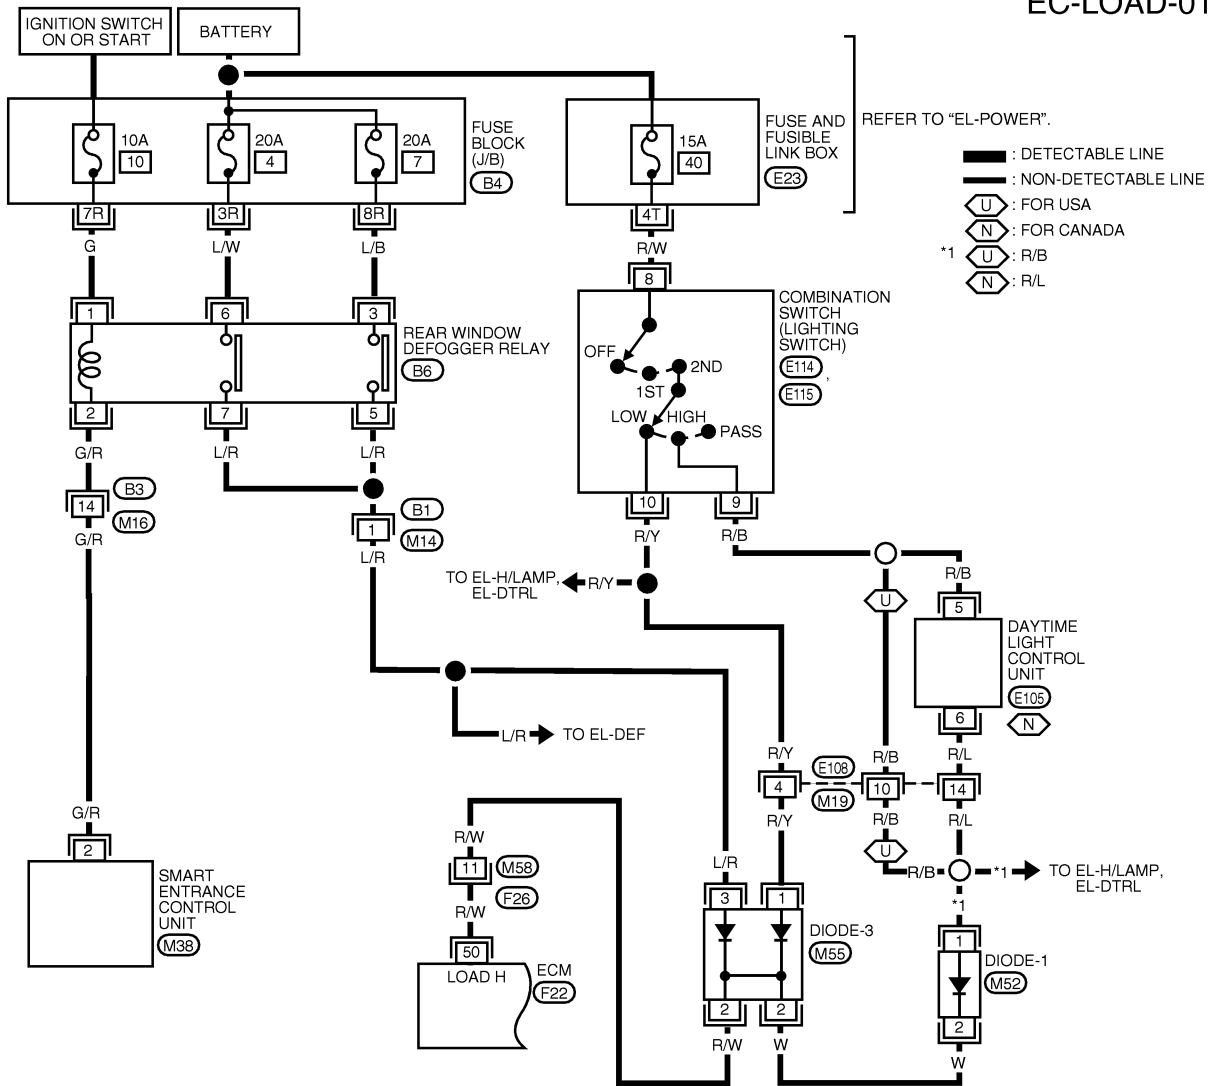 EC-LOAD-01
IGNITION SWITCH
ON OR START
BATTERY
REFER TO "EL-POWER".
10A
10
20A
4
20A
7
FUSE
BLOCK
(J/B)
B4
15A
40
FUSE AND
FUSIBLE
LINK BOX
E23
: DETECTABLE LINE
: NON-DETECTABLE LINE
U : FOR USA
N : FOR CANADA
*1 U : R/B
N : R/L
7R
3R
8R
4T
G
L/W
L/B
R/W
8
1
6
3
REAR WINDOW
DEFOGGER RELAY
B6
2
7
5
COMBINATION
SWITCH
(LIGHTING
SWITCH)
E114 ,
E115
OFF
1ST
2ND
LOW
HIGH
PASS
10
9
G/R
L/R
L/R
14
B3
M16
G/R
1
B1
M14
L/R
R/Y
R/B
TO EL-H/LAMP,
EL-DTRL
R/Y
U
R/B
5
DAYTIME
LIGHT
CONTROL
UNIT
E105
N
6
L/R
TO EL-DEF
R/Y
R/B
R/L
4
E108
M19
10
14
R/Y
R/B
R/L
U
R/B
*1
TO EL-H/LAMP,
EL-DTRL
*1
G/R
2
SMART
ENTRANCE
CONTROL
UNIT
M38
R/W
11
M58
F26
R/W
50
LOAD H
ECM
F22
L/R
3
1
DIODE-3
M55
2
2
R/W
W
1
DIODE-1
M52
2
W